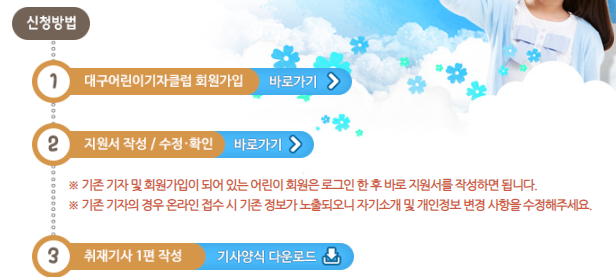 신청방법
1 대구어린이기자클럽 회원가입 바로가기
2 지원서 작성 / 수정·확인 바로가기
※ 기존 기자 및 회원가입이 되어 있는 어린이 회원은 로그인 한 후 바로 지원서를 작성하면 됩니다.
※ 기존 기자의 경우 온라인 접수 시 기존 정보가 노출되오니 자기소개 및 개인정보 변경 사항을 수정해주세요.
3 취재기사 1편 작성 기사양식 다운로드